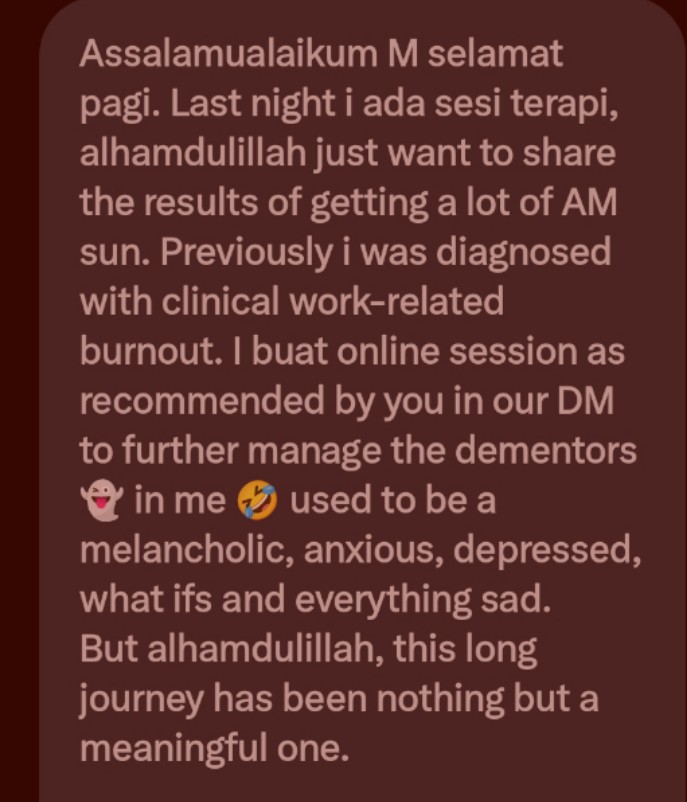 Assalamualaikum M selamat
pagi. Last night i ada sesi terapi,
alhamdulillah just want to share
the results of getting a lot of AM
sun. Previously i was diagnosed
with clinical work-related
burnout. I buat online session as
recommended by you in our DM
to further manage the dementors
👻 in me 🤣 used to be a
melancholic, anxious, depressed,
what ifs and everything sad.
But alhamdulillah, this long
journey has been nothing but a
meaningful one.